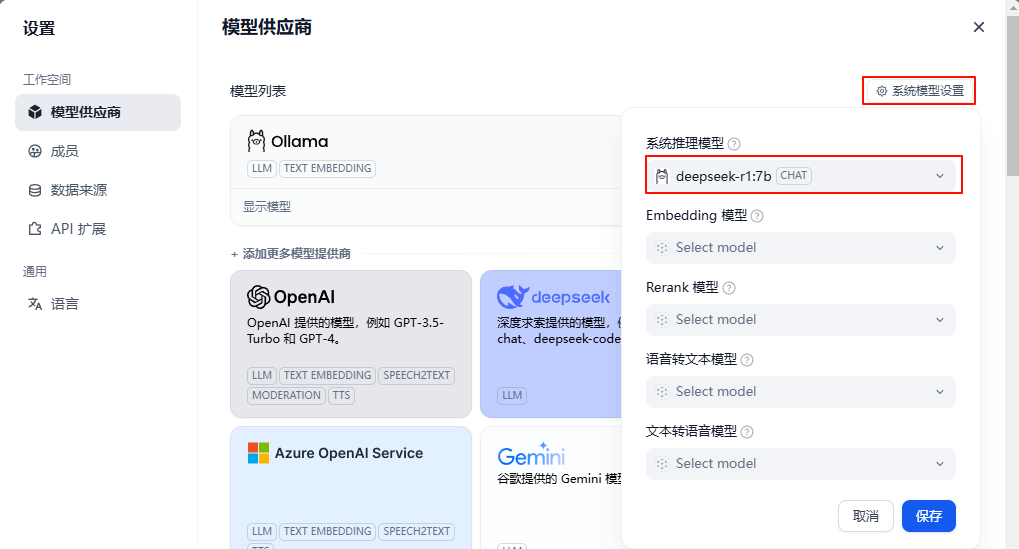 设置
工作空间
模型供应商
成员
数据来源
API 扩展
通用
语言
模型供应商
模型列表
系统模型设置
Ollama
LLM TEXT EMBEDDING
显示模型
+ 添加更多模型提供商
OpenAI
OpenAI 提供的模型，例如 GPT-3.5-
Turbo 和 GPT-4。
LLM TEXT EMBEDDING SPEECH2TEXT
MODERATION TTS
deepseek
深度求索提供的模型，
chat、deepseek-code
LLM
Azure OpenAI Service
LLM TEXT EMBEDDING SPEECH2TEXT
TTS
Gemini
谷歌提供的 Gemini 模型
LLM
系统推理模型
deepseek-r1:7b CHAT
Embedding 模型
Select model
Rerank 模型
Select model
语音转文本模型
Select model
文本转语音模型
Select model
取消
保存